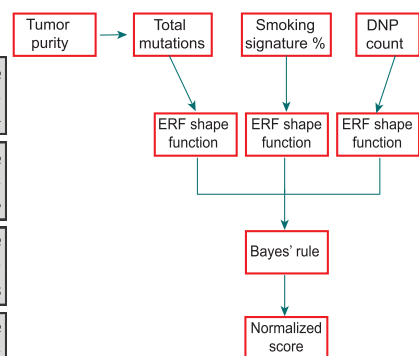 Tumor purity
Total mutations
Smoking signature %
DNP count
ERF shape function
ERF shape function
ERF shape function
Bayes' rule
Normalized score